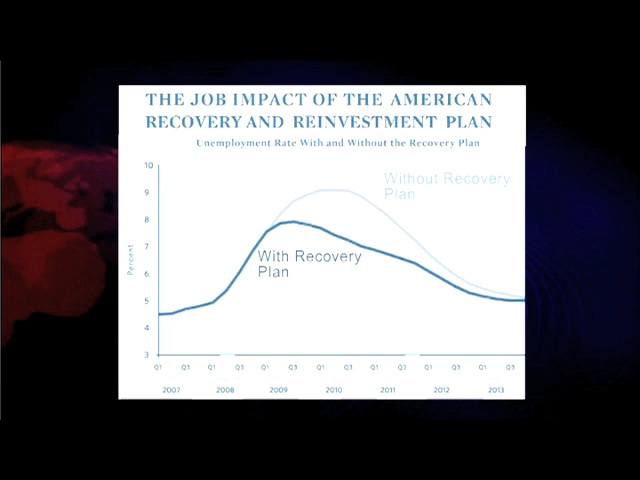 THE JOB IMPACT OF THE AMERICAN
RECOVERY AND REINVESTMENT PLAN
Unemployment Rate With and Without the Recovery Plan
10
9
8
7
6
5
4
3
Percent
Without Recovery
Plan
With Recovery
Plan
Q1 Q3 Q1 Q3 Q1 Q3 Q1 Q3 Q1 Q3 Q1 Q3 Q1 Q3
2007 2008 2009 2010 2011 2012 2013